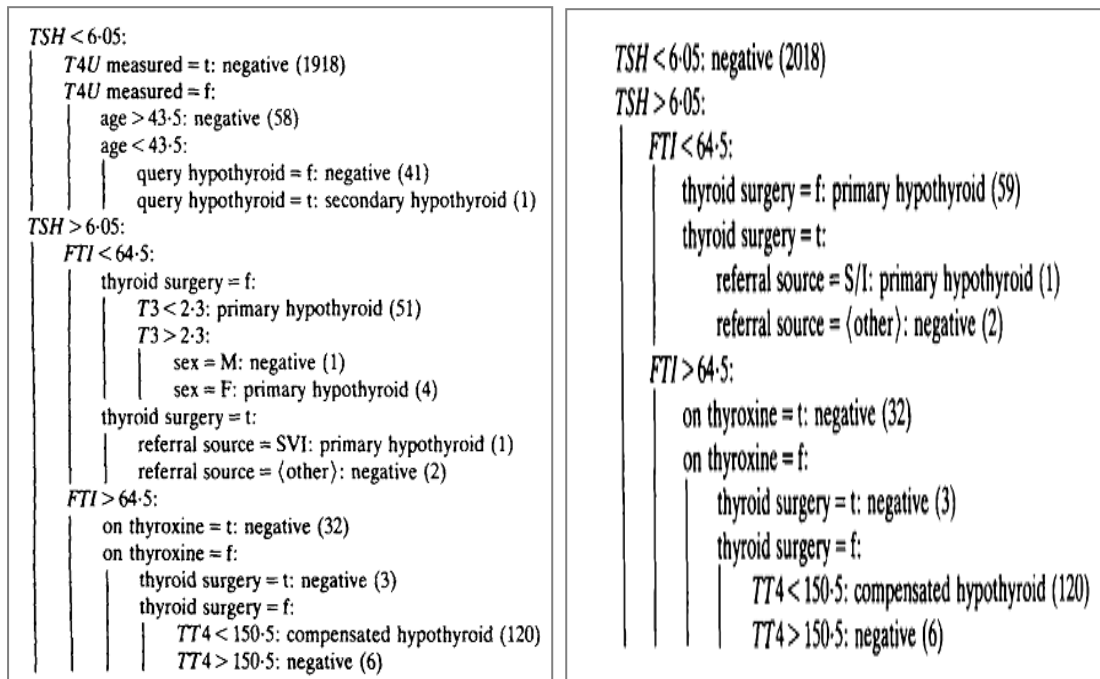 TSH < 6·05:
T4U measured = t: negative (1918)
T4U measured = f:
age > 43·5: negative (58)
age < 43·5:
query hypothyroid = f: negative (41)
query hypothyroid = t: secondary hypothyroid (1)
TSH > 6·05:
FTI < 64·5:
thyroid surgery = f:
T3 < 2·3: primary hypothyroid (51)
T3 > 2·3:
sex = M: negative (1)
sex = F: primary hypothyroid (4)
thyroid surgery = t:
referral source = SVI: primary hypothyroid (1)
referral source = ⟨other⟩: negative (2)
FTI > 64·5:
on thyroxine = t: negative (32)
on thyroxine = f:
thyroid surgery = t: negative (3)
thyroid surgery = f:
TT4 < 150·5: compensated hypothyroid (120)
TT4 > 150·5: negative (6)
TSH < 6·05: negative (2018)
TSH > 6·05:
FTI < 64·5:
thyroid surgery = f: primary hypothyroid (59)
thyroid surgery = t:
referral source = S/I: primary hypothyroid (1)
referral source = ⟨other⟩: negative (2)
FTI > 64·5:
on thyroxine = t: negative (32)
on thyroxine = f:
thyroid surgery = t: negative (3)
thyroid surgery = f:
TT4 < 150·5: compensated hypothyroid (120)
TT4 > 150·5: negative (6)